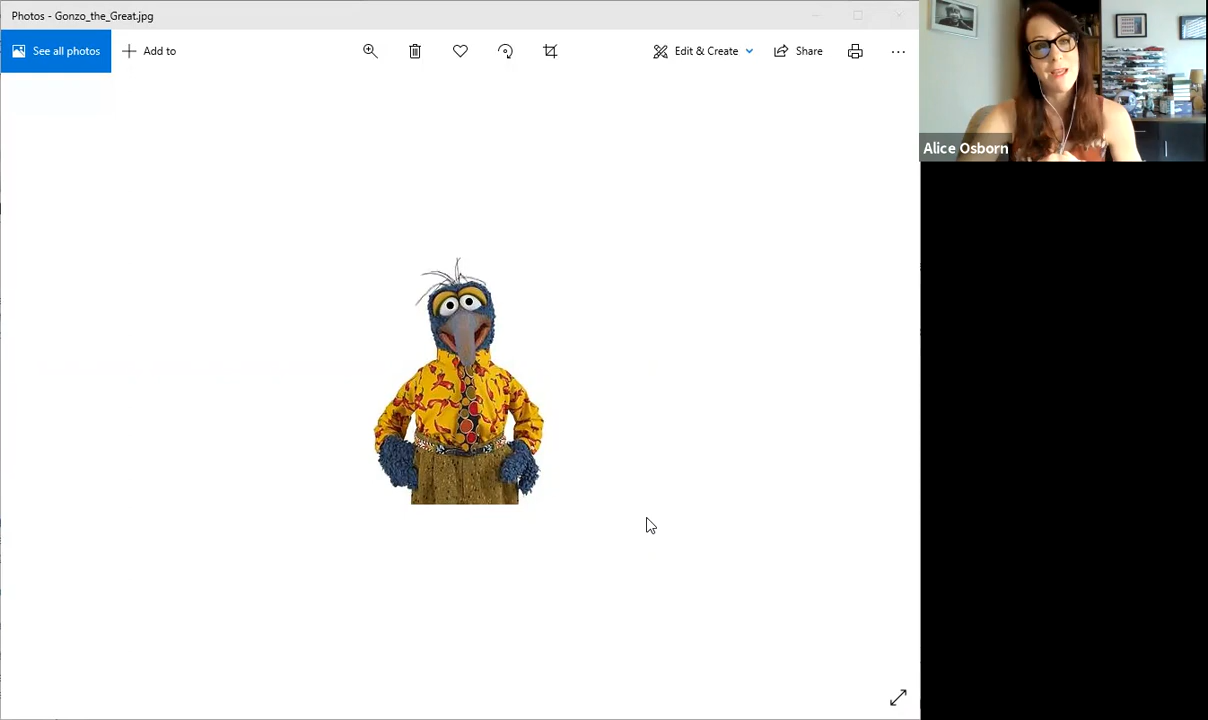 Photos - Gonzo_the_Great.jpg
See all photos
Add to
Edit & Create
Share
Alice Osborn